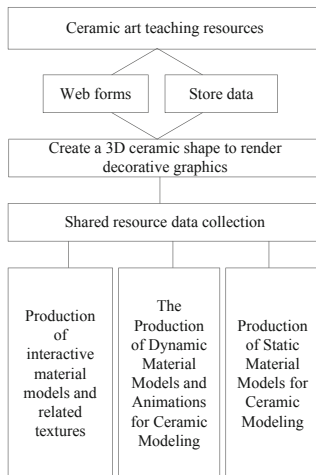 Ceramic art teaching resources
Web forms
Store data
Create a 3D ceramic shape to render
decorative graphics
Shared resource data collection
Production
of
interactive
material
models and
related
textures
The
Production
of Dynamic
Material
Models and
Animations
for Ceramic
Modeling
Production
of Static
Material
Models for
Ceramic
Modeling